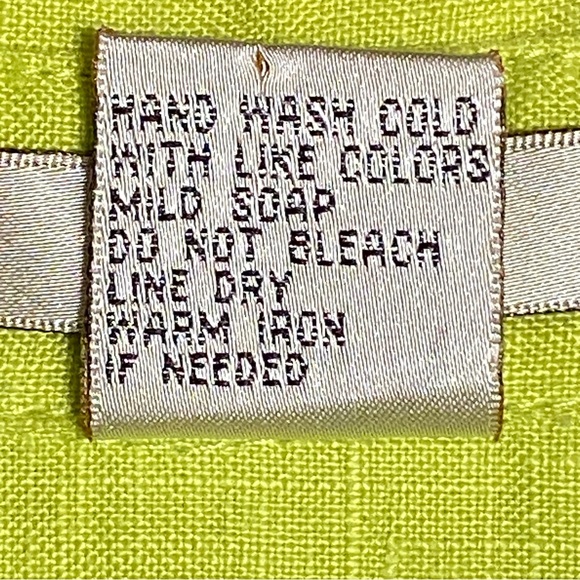 HAND WASH COLD
WITH LIKE COLORS
MILD SOAP
DO NOT BLEACH
LINE DRY
WARM IRON
IF NEEDED